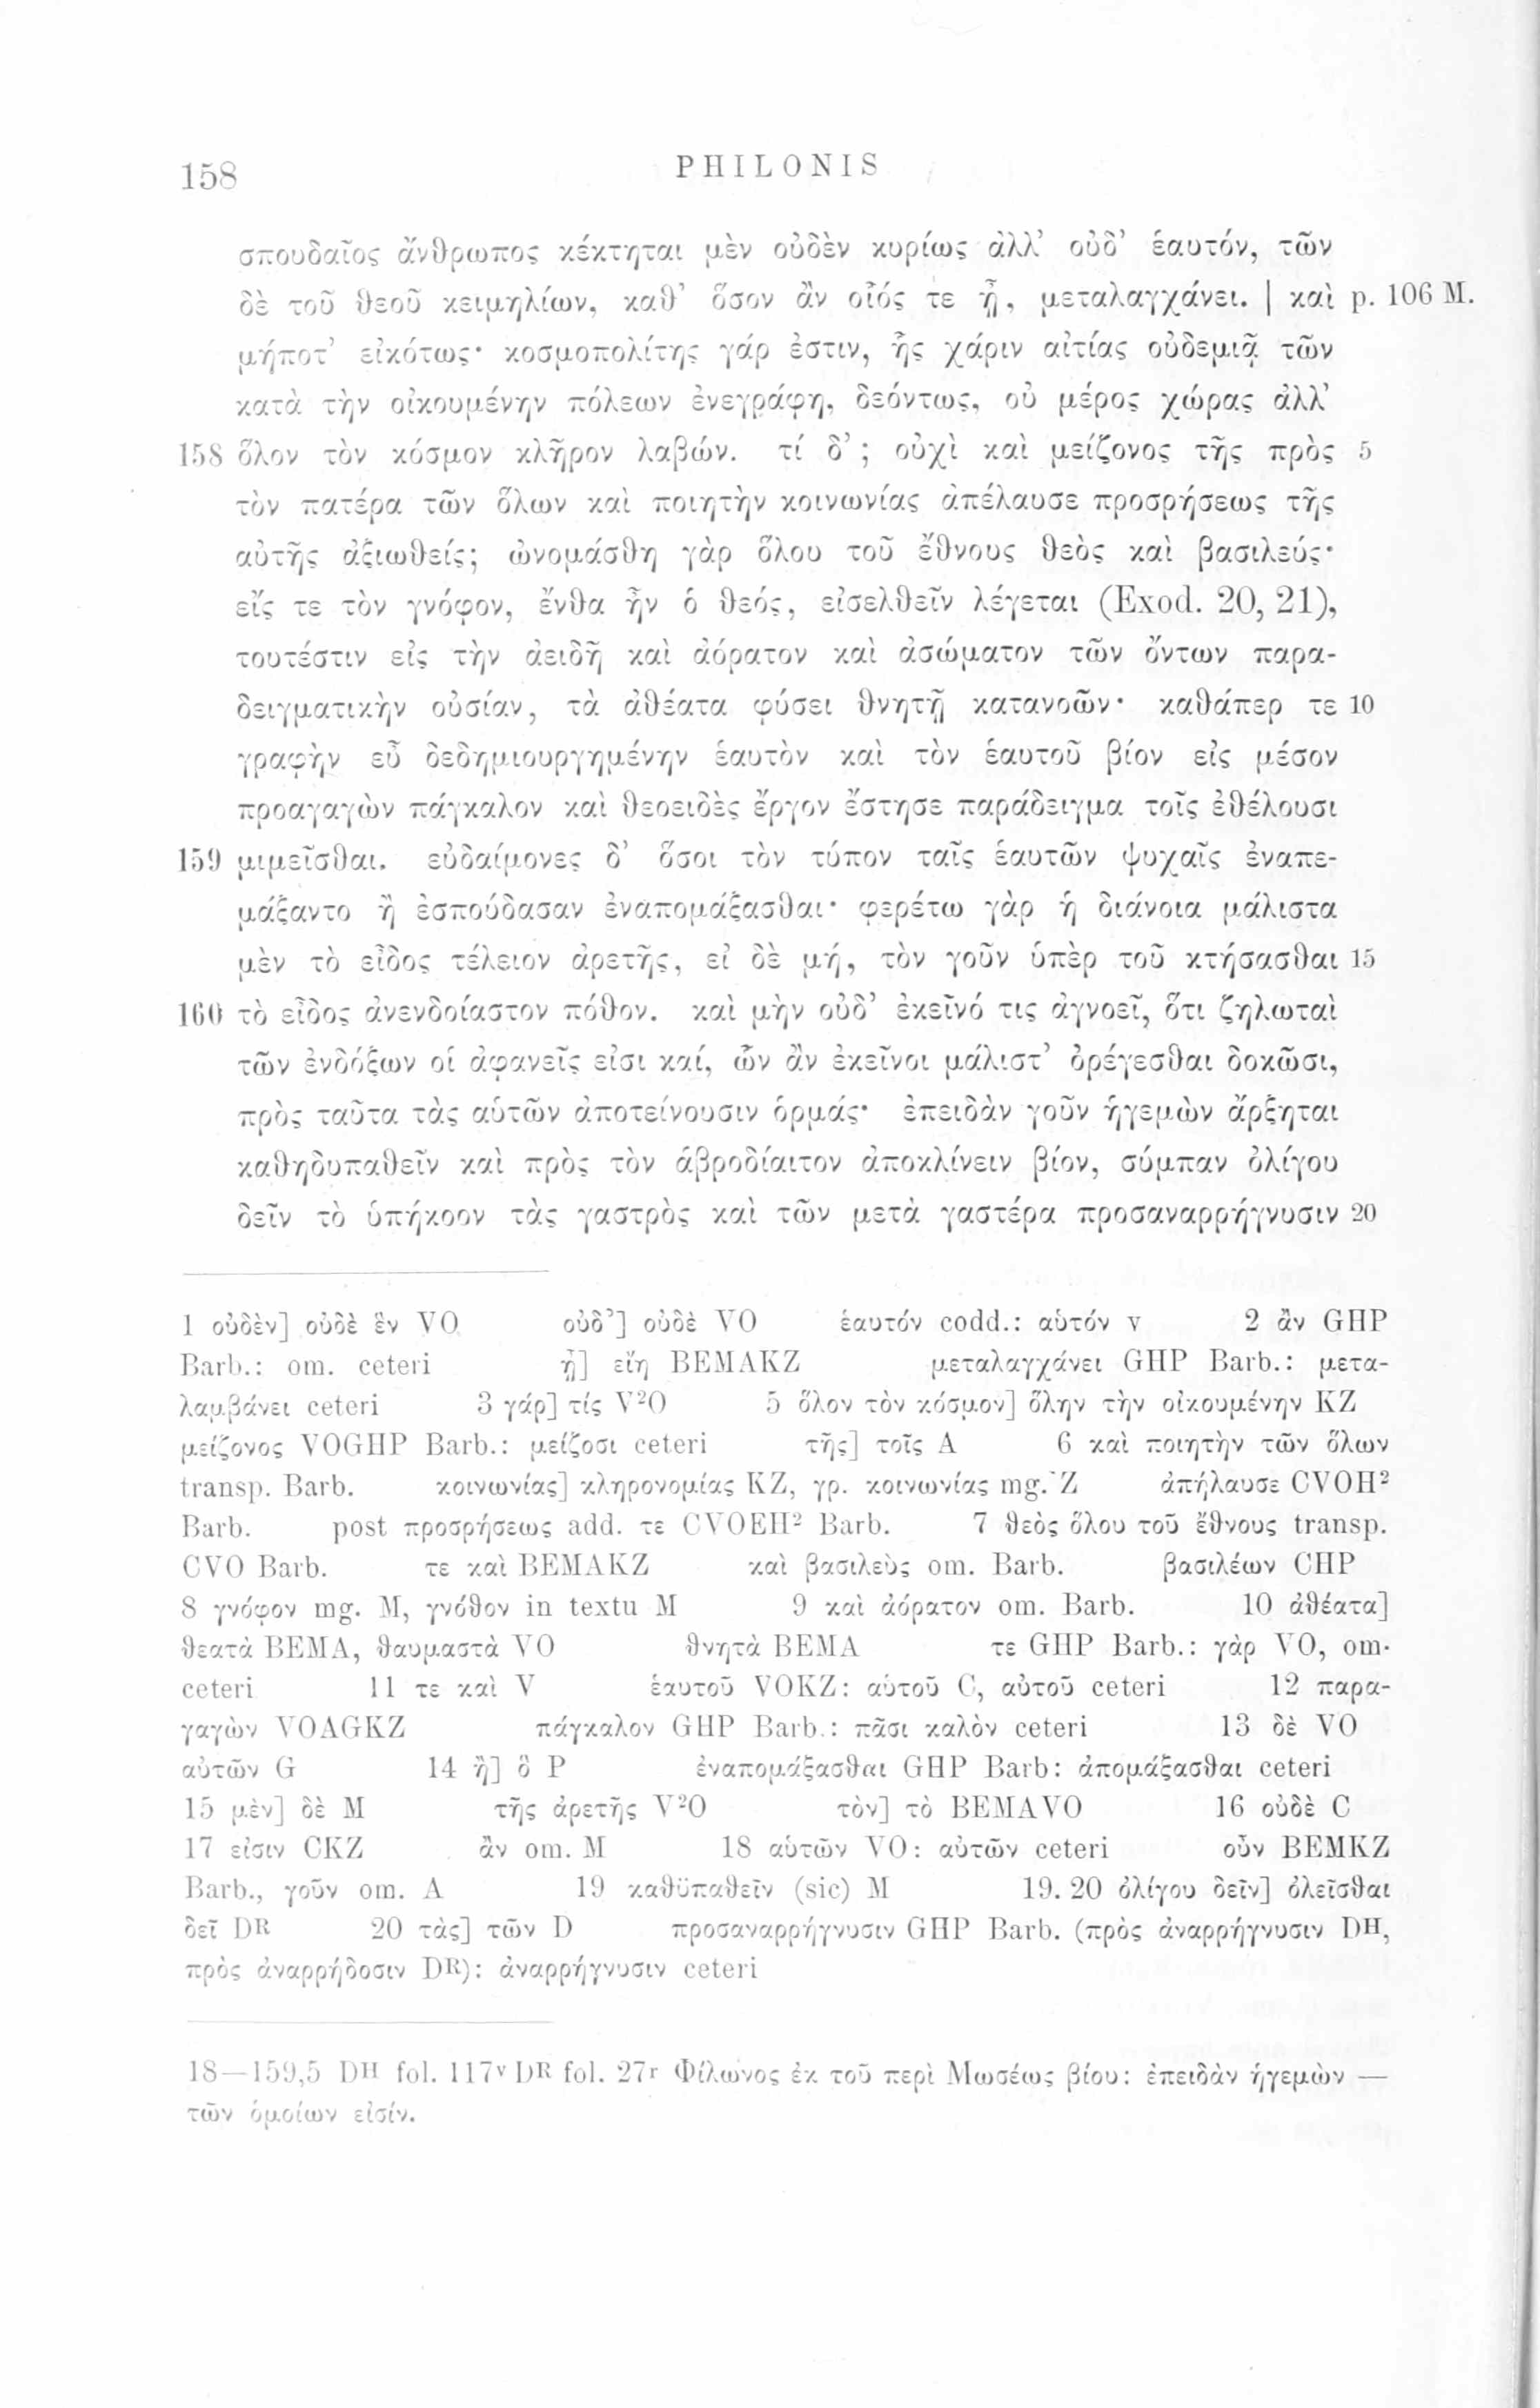 158
PHILONIS
σπουδαῖος ἄνθρωπος κέκτηται μὲν οὐδὲν κυρίως ἀλλ’ οὐδ’ ἑαυτόν, τῶν
δὲ τοῦ θεοῦ κειμηλίων, καθ’ ὅσον ἂν οἷός τε ᾖ, μεταλαγχάνει. | καὶ p. 106 M.
μήποτ’ εἰκότως· κοσμοπολίτης γάρ ἐστιν, ἧς χάριν αἰτίας οὐδεμιᾷ τῶν
κατὰ τὴν οἰκουμένην πόλεων ἐνεγράφη, δεόντως, οὐ μέρος χώρας ἀλλ’
158 ὅλον τὸν κόσμον κλῆρον λαβών. τί δ’; οὐχὶ καὶ μείζονος τῆς πρὸς 5
τὸν πατέρα τῶν ὅλων καὶ ποιητὴν κοινωνίας ἀπέλαυσε προσρήσεως τῆς
αὐτῆς ἀξιωθείς; ὠνομάσθη γὰρ ὅλου τοῦ ἔθνους θεὸς καὶ βασιλεύς·
εἴς τε τὸν γνόφον, ἔνθα ἦν ὁ θεός, εἰσελθεῖν λέγεται (Exod. 20, 21),
τουτέστιν εἰς τὴν ἀειδῆ καὶ ἀόρατον καὶ ἀσώματον τῶν ὄντων παρα-
δειγματικὴν οὐσίαν, τὰ ἀθέατα φύσει θνητῇ κατανοῶν· καθάπερ τε 10
γραφὴν εὖ δεδημιουργημένην ἑαυτὸν καὶ τὸν ἑαυτοῦ βίον εἰς μέσον
προαγαγὼν πάγκαλον καὶ θεοειδὲς ἔργον ἔστησε παράδειγμα τοῖς ἐθέλουσι
159 μιμεῖσθαι. εὐδαίμονες δ’ ὅσοι τὸν τύπον ταῖς ἑαυτῶν ψυχαῖς ἐναπε-
μάξαντο ἢ ἐσπούδασαν ἐναπομάξασθαι· φερέτω γὰρ ἡ διάνοια μάλιστα
μὲν τὸ εἶδος τέλειον ἀρετῆς, εἰ δὲ μή, τὸν γοῦν ὑπὲρ τοῦ κτήσασθαι 15
160 τὸ εἶδος ἀνενδοίαστον πόθον. καὶ μὴν οὐδ’ ἐκεῖνό τις ἀγνοεῖ, ὅτι ζηλωταὶ
τῶν ἐνδόξων οἱ ἀφανεῖς εἰσι καί, ὧν ἂν ἐκεῖνοι μάλιστ’ ὀρέγεσθαι δοκῶσι,
πρὸς ταῦτα τὰς αὑτῶν ἀποτείνουσιν ὁρμάς· ἐπειδὰν γοῦν ἡγεμὼν ἄρξηται
καθηδυπαθεῖν καὶ πρὸς τὸν ἁβροδίαιτον ἀποκλίνειν βίον, σύμπαν ὀλίγου
δεῖν τὸ ὑπήκοον τὰς γαστρὸς καὶ τῶν μετὰ γαστέρα προσαναρρήγνυσιν 20
1 οὐδὲν] οὐδὲ ἓν VO οὐδ’] οὐδὲ VO ἑαυτόν codd.: αὑτόν v 2 ἂν GHP
Barb.: om. ceteri ᾖ] εἴη BEMAKZ μεταλαγχάνει GHP Barb.: μετα-
λαμβάνει ceteri 3 γάρ] τίς V²O 5 ὅλον τὸν κόσμον] ὅλην τὴν οἰκουμένην KZ
μείζονος VOGHP Barb.: μείζοσι ceteri τῆς] τοῖς A 6 καὶ ποιητὴν τῶν ὅλων
transp. Barb. κοινωνίας] κληρονομίας KZ, γρ. κοινωνίας mg. Z ἀπήλαυσε CVOH²
Barb. post προσρήσεως add. τε CVOEH² Barb. 7 θεὸς ὅλου τοῦ ἔθνους transp.
CVO Barb. τε καὶ BEMAKZ καὶ βασιλεὺς om. Barb. βασιλέων CHP
8 γνόφον mg. M, γνόθον in textu M 9 καὶ ἀόρατον om. Barb. 10 ἀθέατα]
θεατὰ BEMA, θαυμαστὰ VO θνητὰ BEMA τε GHP Barb.: γὰρ VO, om.
ceteri 11 τε καὶ V ἑαυτοῦ VOKZ: αὑτοῦ C, αὐτοῦ ceteri 12 παρα-
γαγὼν VOAGKZ πάγκαλον GHP Barb.: πᾶσι καλὸν ceteri 13 δὲ VO
αὐτῶν G 14 ἢ] ὃ P ἐναπομάξασθαι GHP Barb: ἀπομάξασθαι ceteri
15 μὲν] δὲ M τῆς ἀρετῆς V²O τὸν] τὸ BEMAVO 16 οὐδὲ C
17 εἰσιν CKZ ἂν om. M 18 αὑτῶν VO: αὐτῶν ceteri οὖν BEMKZ
Barb., γοῦν om. A 19 καθϋπαθεῖν (sic) M 19. 20 ὀλίγου δεῖν] ὀλεῖσθαι
δεῖ Dᴿ 20 τὰς] τῶν D προσαναρρήγνυσιν GHP Barb. (πρὸς ἀναρρήγνυσιν Dᴴ,
πρὸς ἀναρρήδοσιν Dᴿ): ἀναρρήγνυσιν ceteri
18—159,5 Dᴴ fol. 117ᵛ Dᴿ fol. 27ʳ Φίλωνος ἐκ τοῦ περὶ Μωσέως βίου: ἐπειδὰν ἡγεμὼν —
τῶν ὁμοίων εἰσίν.